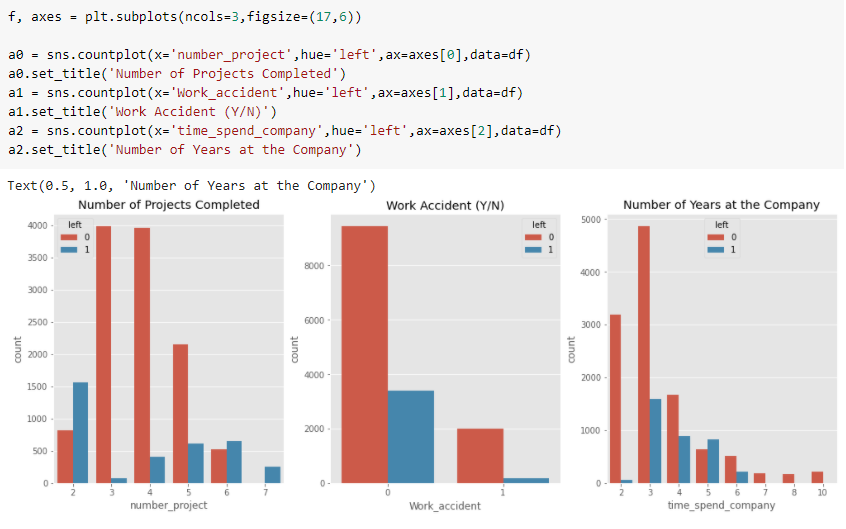 f, axes = plt.subplots(ncols=3,figsize=(17,6))
a0 = sns.countplot(x='number_project',hue='left',ax=axes[0],data=df)
a0.set_title('Number of Projects Completed')
a1 = sns.countplot(x='Work_accident',hue='left',ax=axes[1],data=df)
a1.set_title('Work Accident (Y/N)')
a2 = sns.countplot(x='time_spend_company',hue='left',ax=axes[2],data=df)
a2.set_title('Number of Years at the Company')
Text(0.5, 1.0, 'Number of Years at the Company')
Number of Projects Completed
left
0
1
4000
3500
3000
2500
2000
1500
1000
500
0
count
2 3 4 5 6 7
number_project
Work Accident (Y/N)
left
0
1
8000
6000
4000
2000
0
count
0 1
Work_accident
Number of Years at the Company
left
0
1
5000
4000
3000
2000
1000
0
count
2 3 4 5 6 7 8 10
time_spend_company